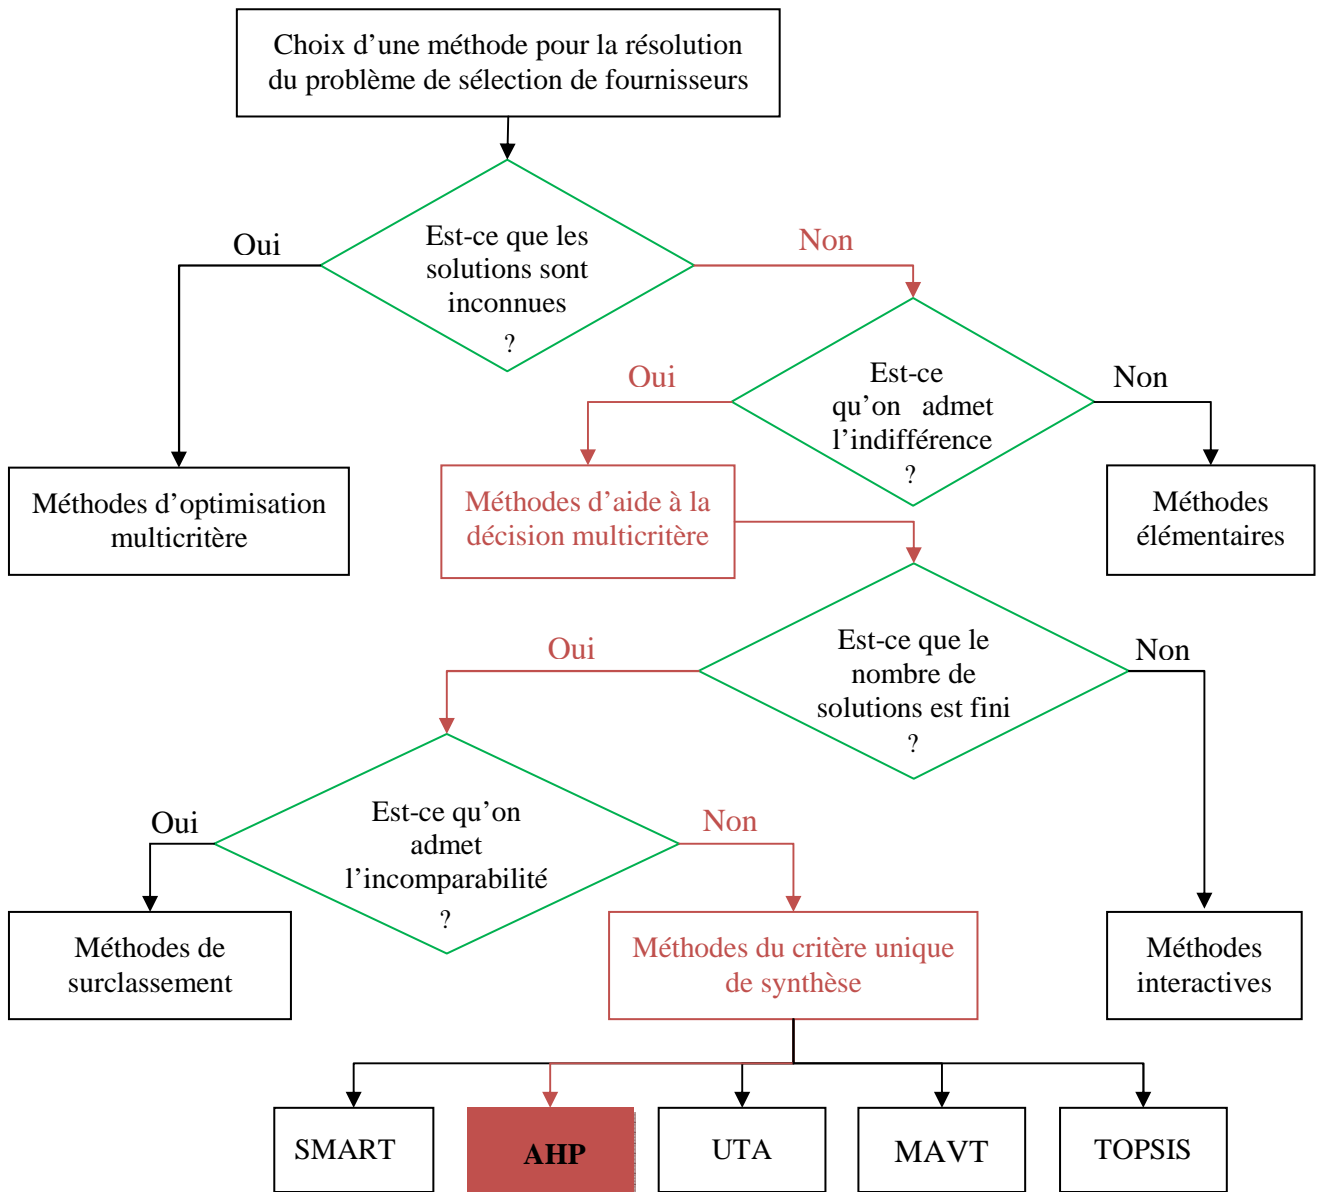 Choix d’une méthode pour la résolution
du problème de sélection de fournisseurs
Oui
Est-ce que les
solutions sont
inconnues
?
Non
Oui
Est-ce
qu’on admet
l’indifférence
?
Non
Méthodes d’optimisation
multicritère
Méthodes d’aide à la
décision multicritère
Méthodes
élémentaires
Oui
Est-ce que le
nombre de
solutions est fini
?
Non
Oui
Est-ce qu’on
admet
l’incomparabilité
?
Non
Méthodes de
surclassement
Méthodes du critère unique
de synthèse
Méthodes
interactives
SMART
AHP
UTA
MAVT
TOPSIS